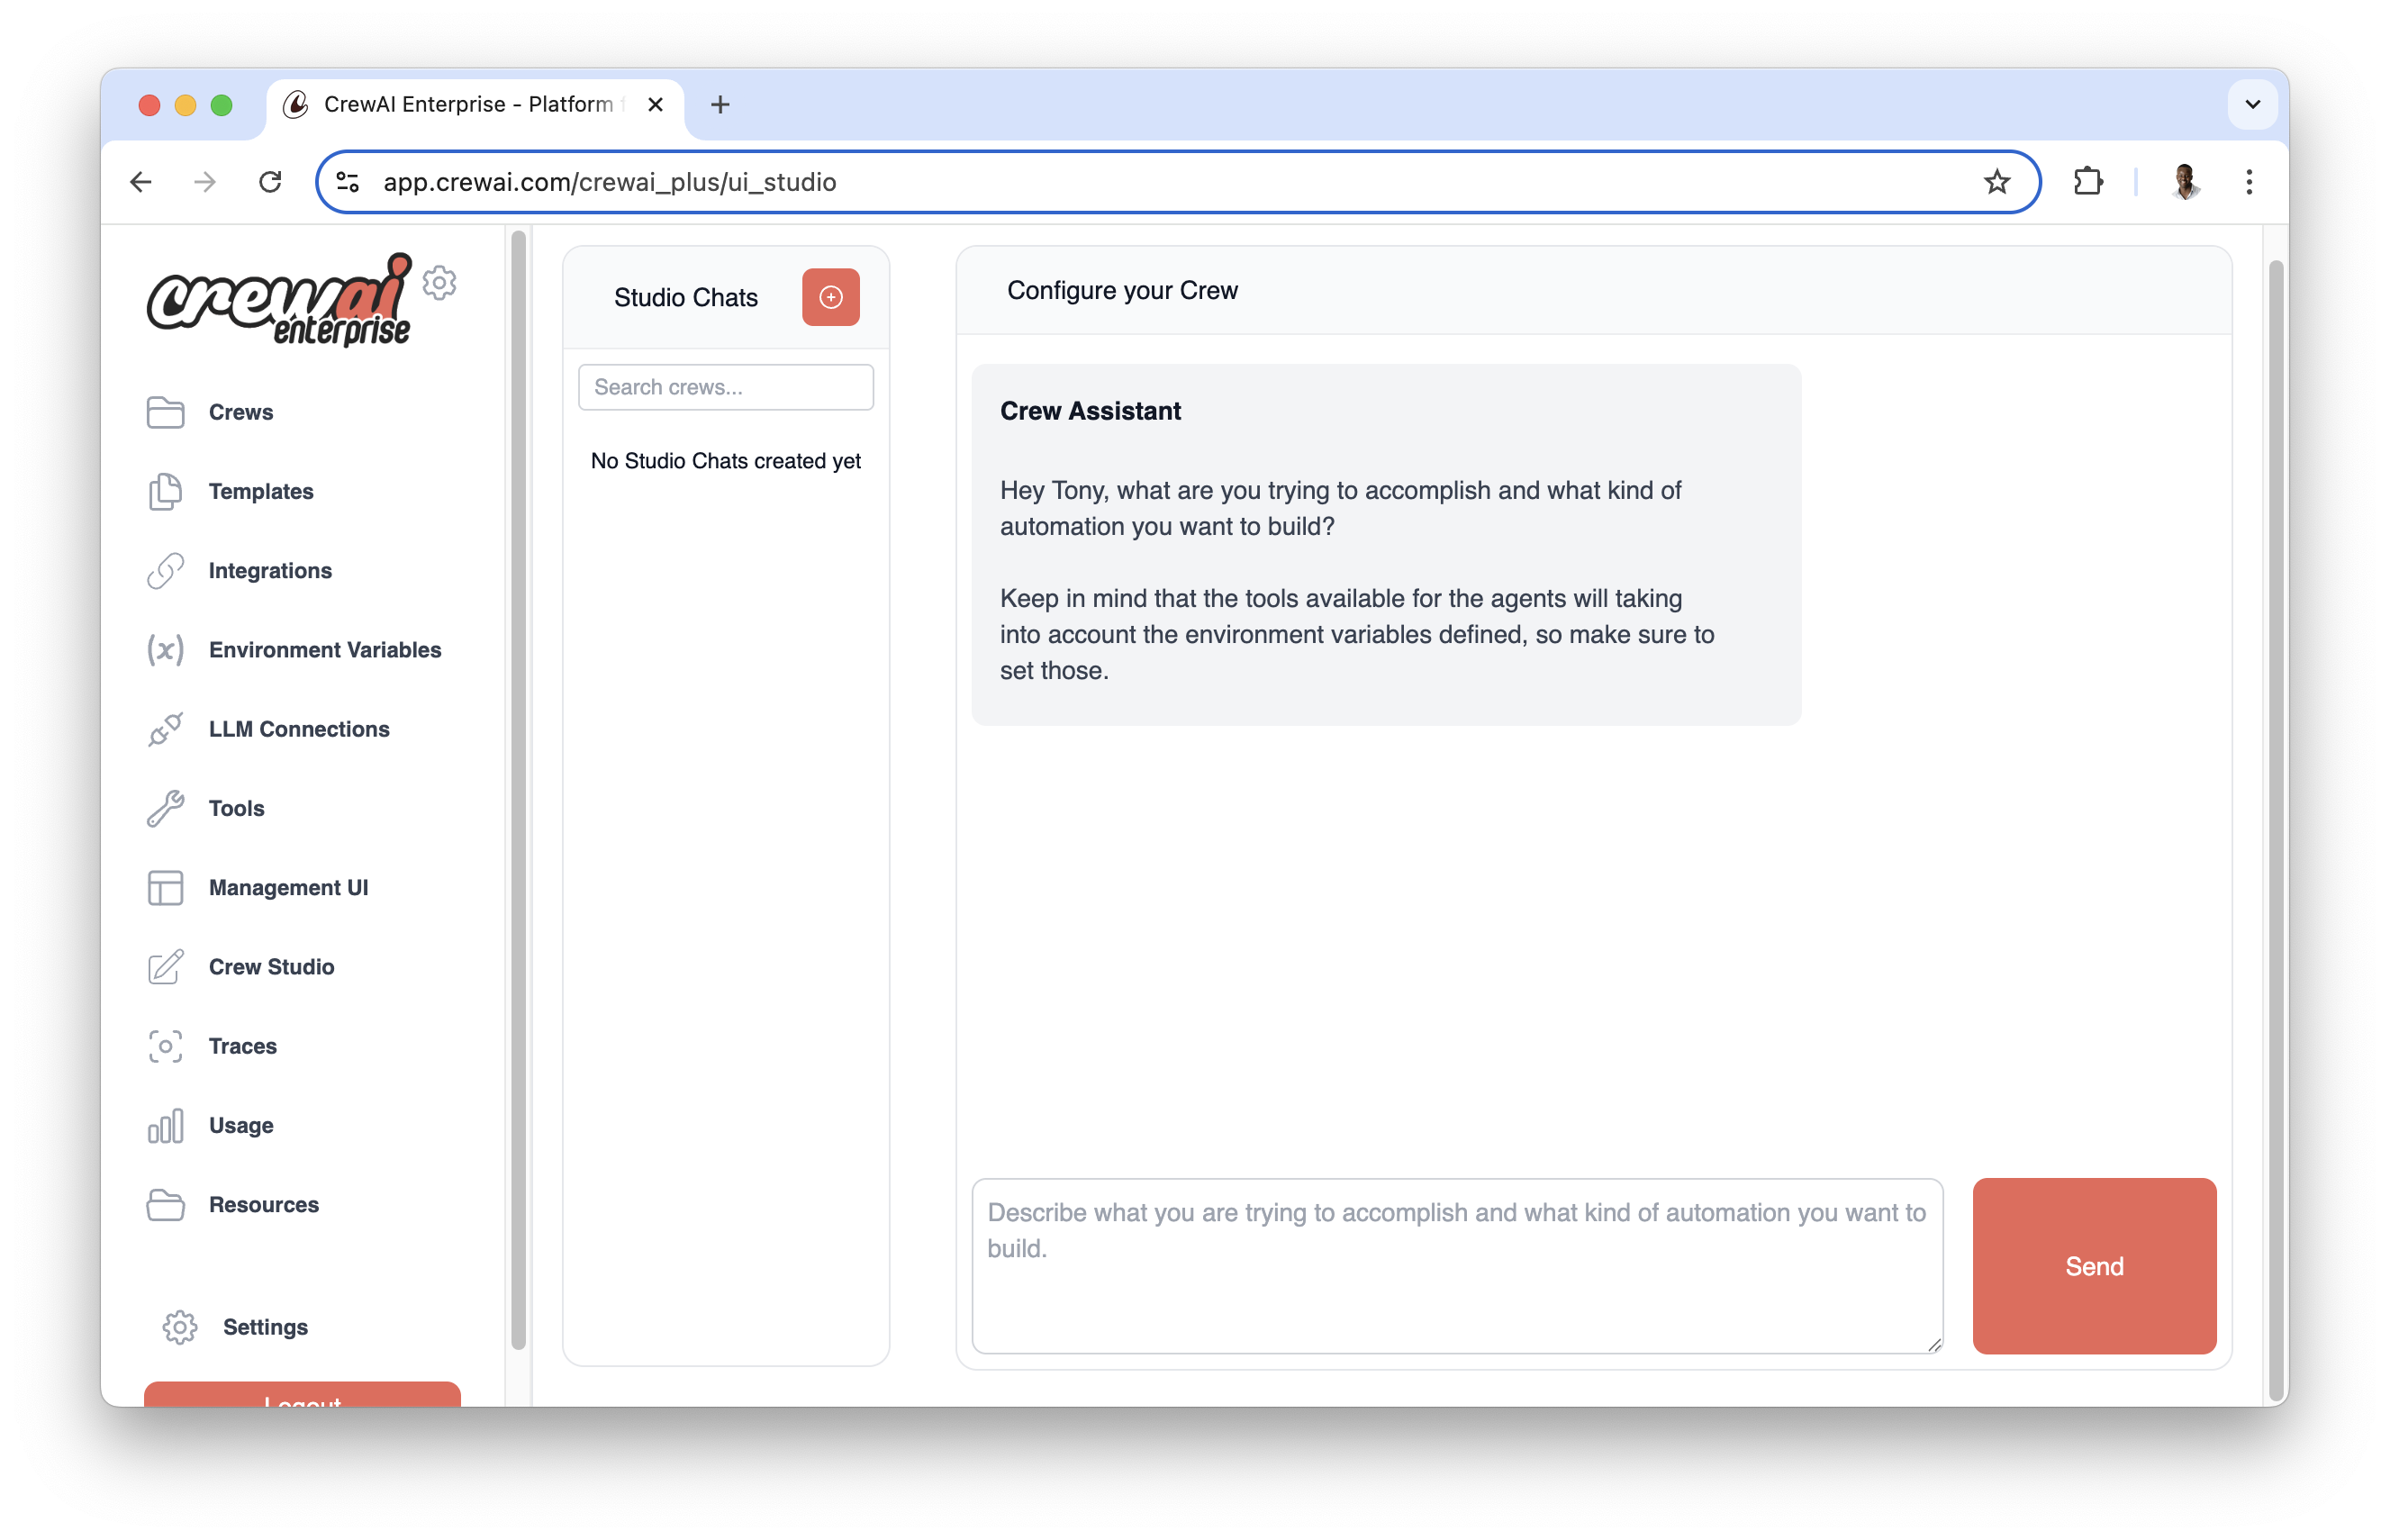 CrewAI Enterprise - Platform
app.crewai.com/crewai_plus/ui_studio
crewai
enterprise
Crews
Templates
Integrations
(x) Environment Variables
LLM Connections
Tools
Management UI
Crew Studio
Traces
Usage
Resources
Settings
Logout
Studio Chats
Search crews...
No Studio Chats created yet
Configure your Crew
Crew Assistant
Hey Tony, what are you trying to accomplish and what kind of
automation you want to build?
Keep in mind that the tools available for the agents will taking
into account the environment variables defined, so make sure to
set those.
Describe what you are trying to accomplish and what kind of automation you want to
build.
Send